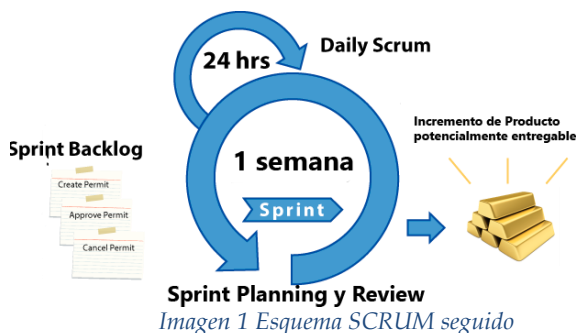 24 hrs
Daily Scrum
Sprint Backlog
Create Permit
Approve Permit
Cancel Permit
1 semana
Sprint
Incremento de Producto
potencialmente entregable
Sprint Planning y Review
Imagen 1 Esquema SCRUM seguido